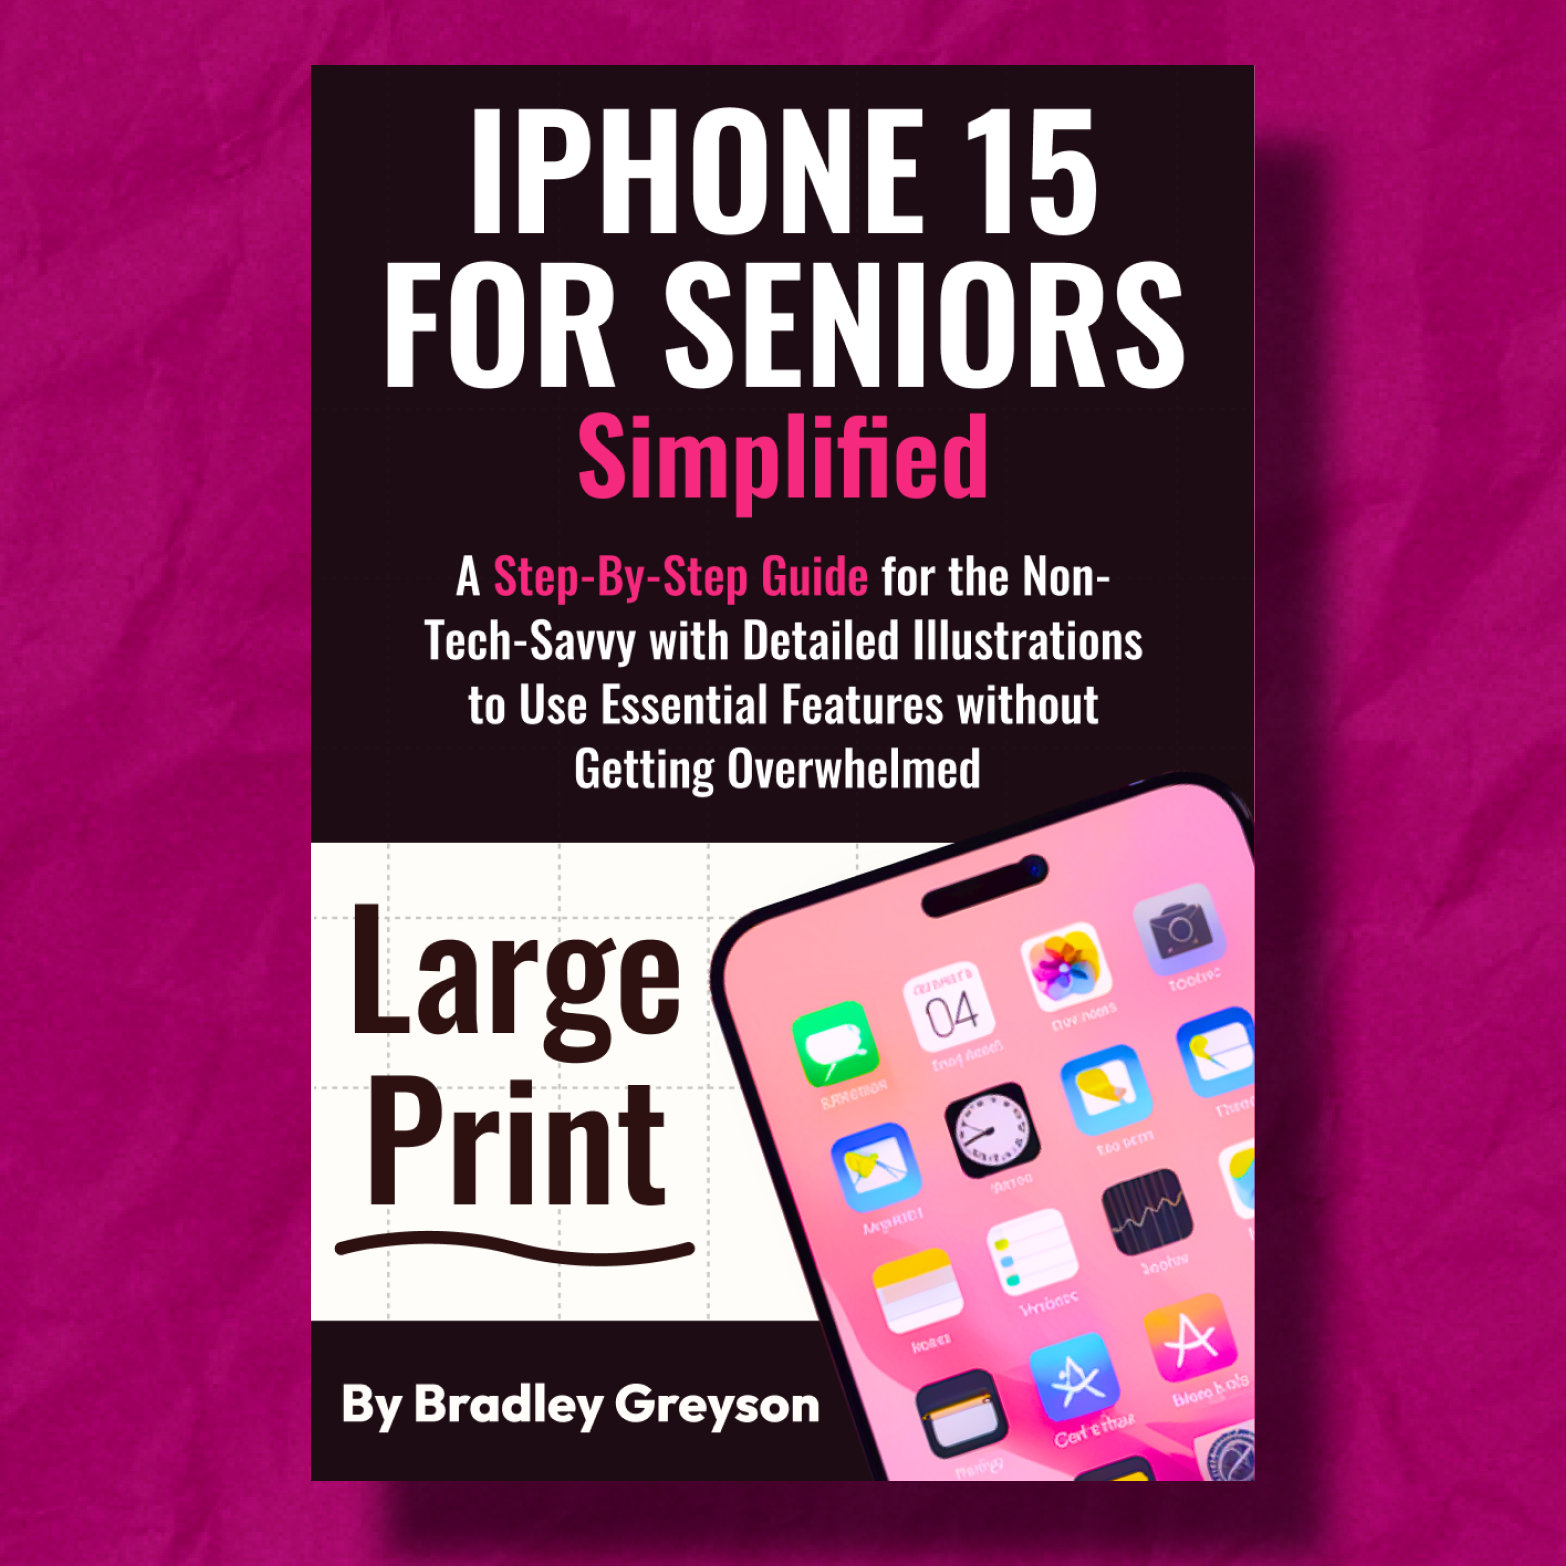 IPHONE 15
FOR SENIORS
Simplified
A Step-By-Step Guide for the Non-
Tech-Savvy with Detailed Illustrations
to Use Essential Features without
Getting Overwhelmed
Large
Print
04
By Bradley Greyson